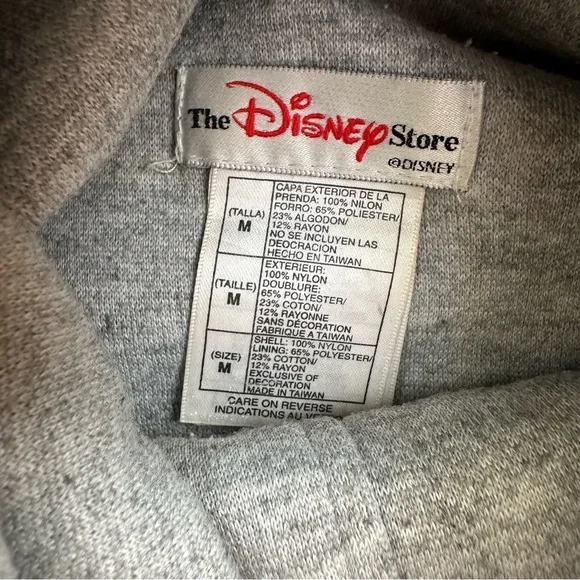 The Disney Store
©DISNEY
(TALLA)
M
CAPA EXTERIOR DE LA
PRENDA: 100% NILON
FORRO: 65% POLIESTER/
23% ALGODON/
12% RAYON
NO SE INCLUYEN LAS
DEOCRACION
HECHO EN TAIWAN
(TAILLE)
M
EXTERIEUR:
100% NYLON
DOUBLURE:
65% POLYESTER/
23% COTON/
12% RAYONNE
SANS DÉCORATION
FABRIQUE A TAIWAN
(SIZE)
M
SHELL: 100% NYLON
LINING: 65% POLYESTER/
23% COTTON/
12% RAYON
EXCLUSIVE OF
DECORATION
MADE IN TAIWAN
CARE ON REVERSE
INDICATIONS AU